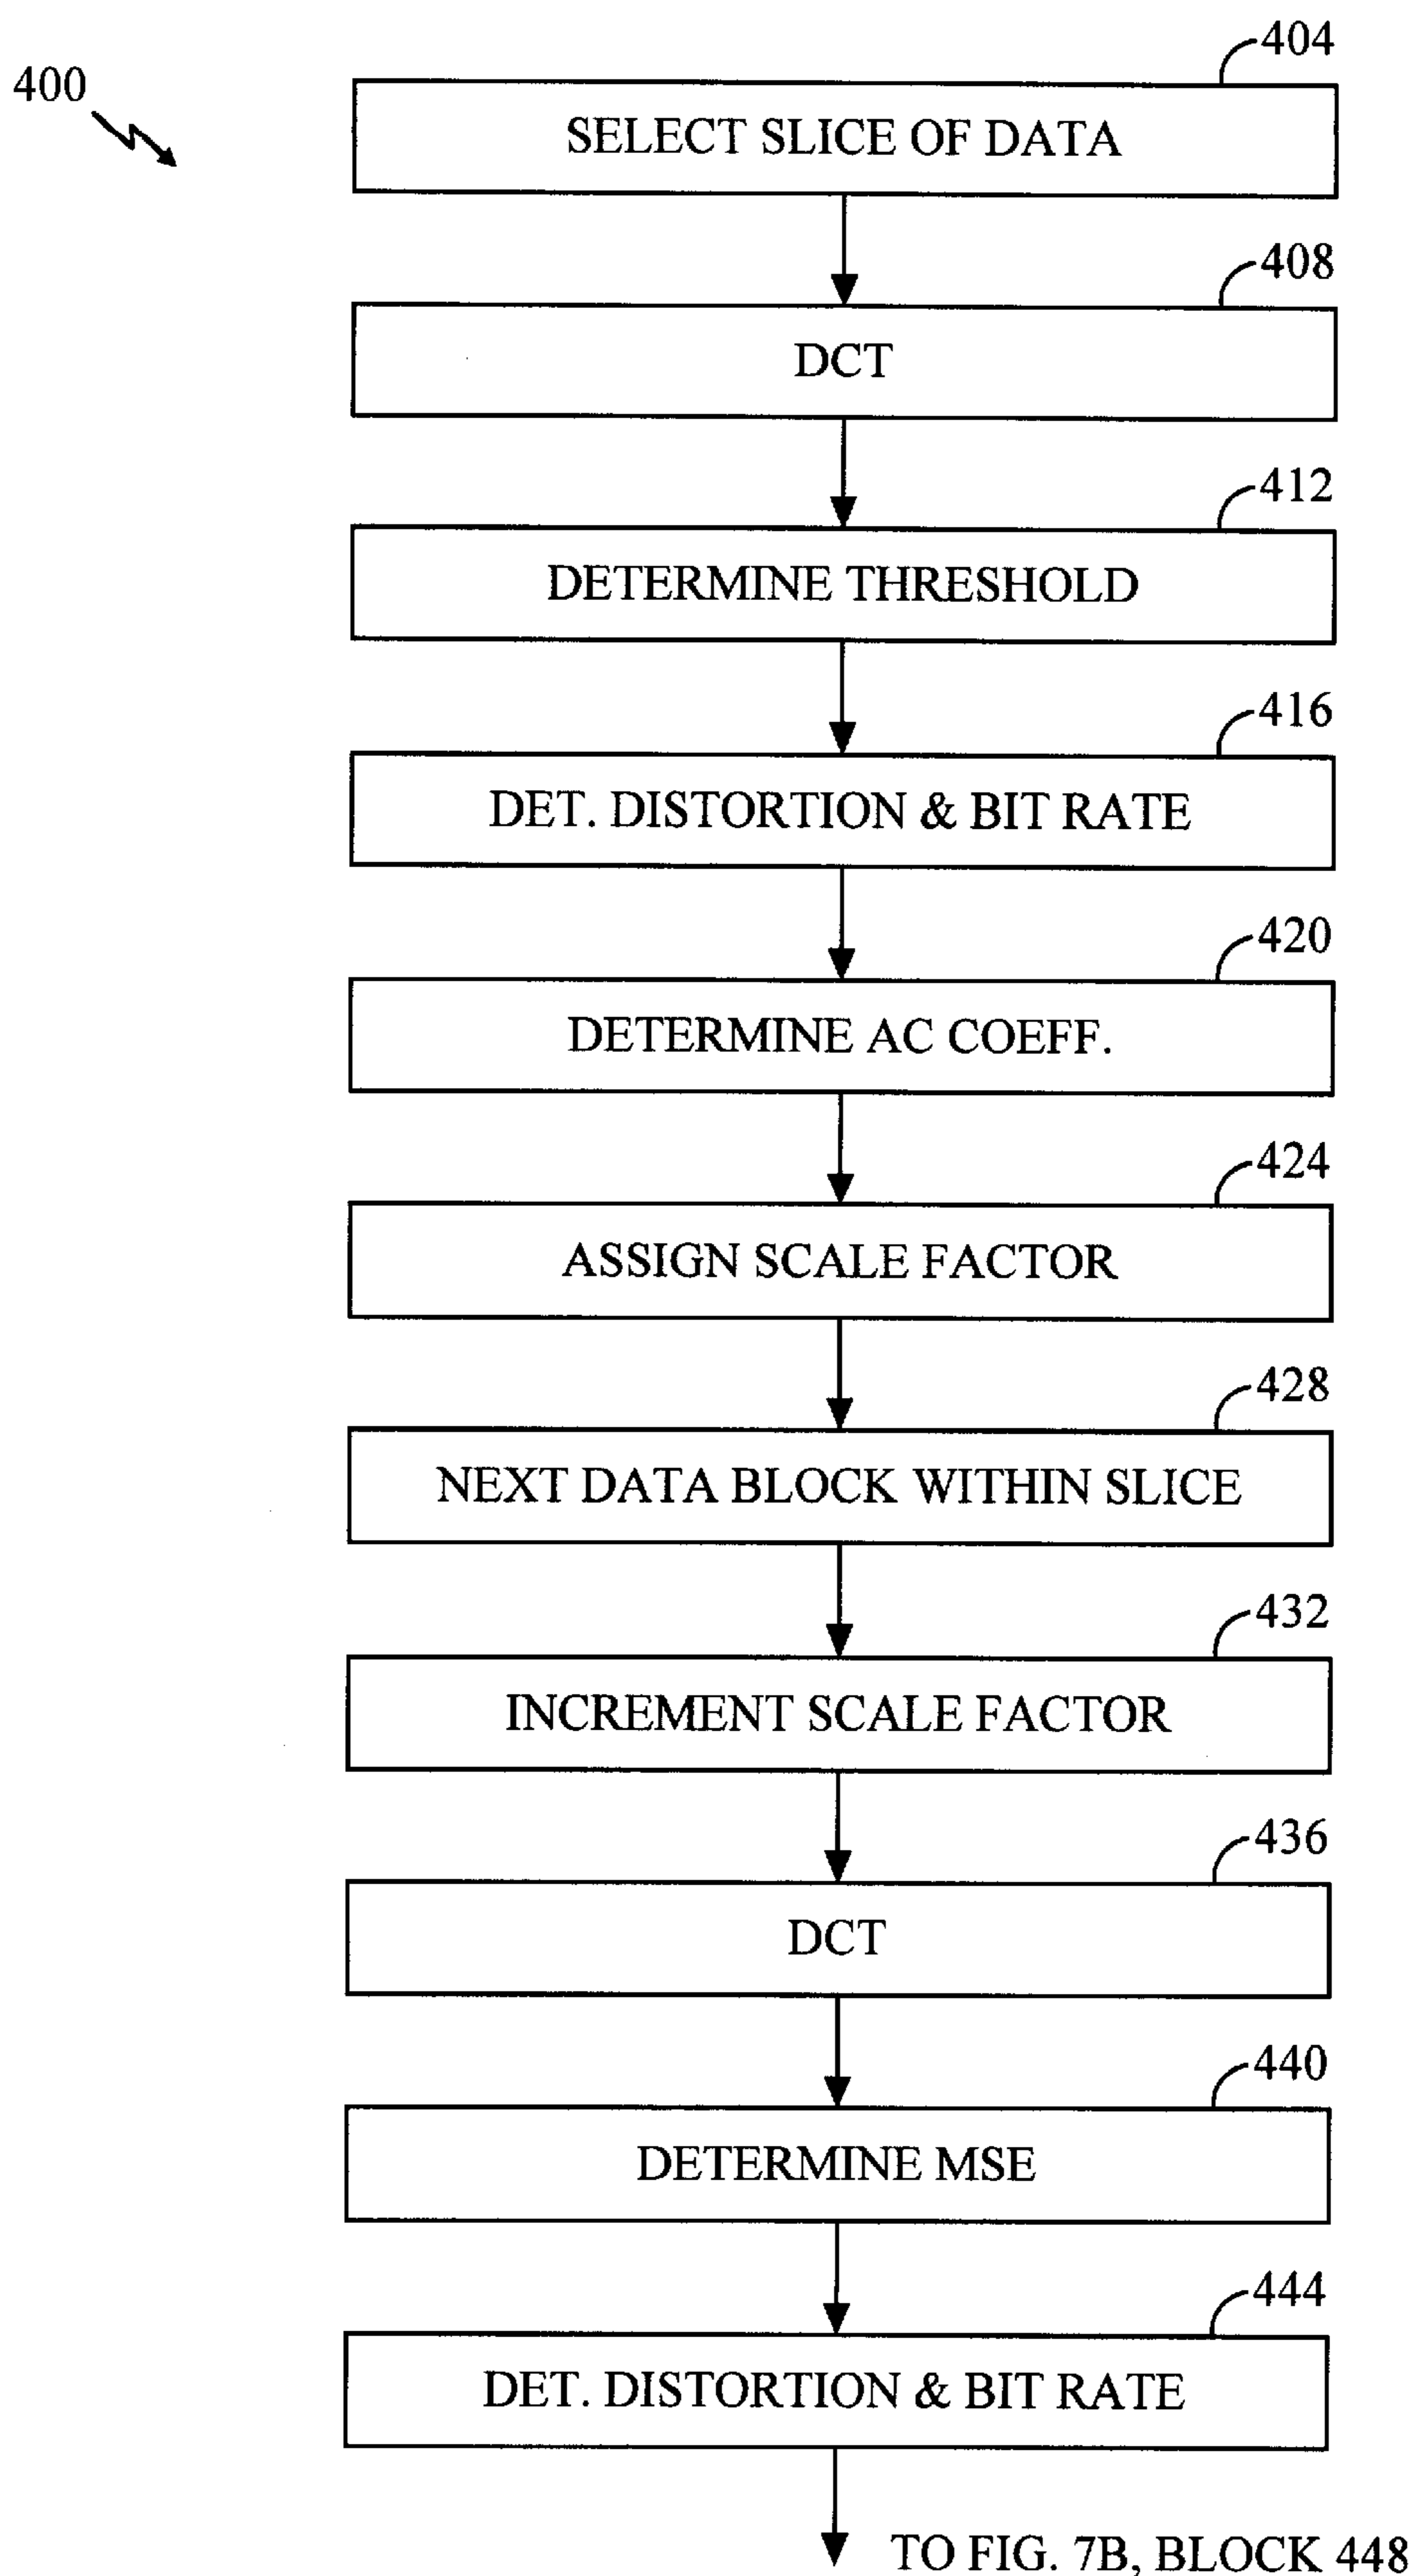 400
404
SELECT SLICE OF DATA
408
DCT
412
DETERMINE THRESHOLD
416
DET. DISTORTION & BIT RATE
420
DETERMINE AC COEFF.
424
ASSIGN SCALE FACTOR
428
NEXT DATA BLOCK WITHIN SLICE
432
INCREMENT SCALE FACTOR
436
DCT
440
DETERMINE MSE
444
DET. DISTORTION & BIT RATE
TO FIG. 7B, BLOCK 448